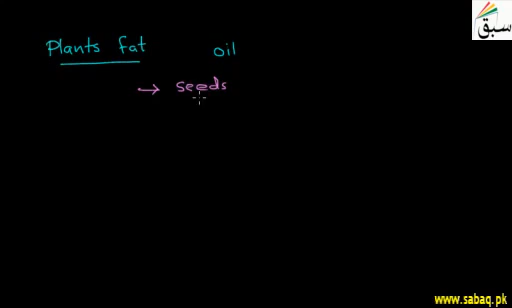 سبق
Plants fat oil
→ seeds
www.sabaq.pk